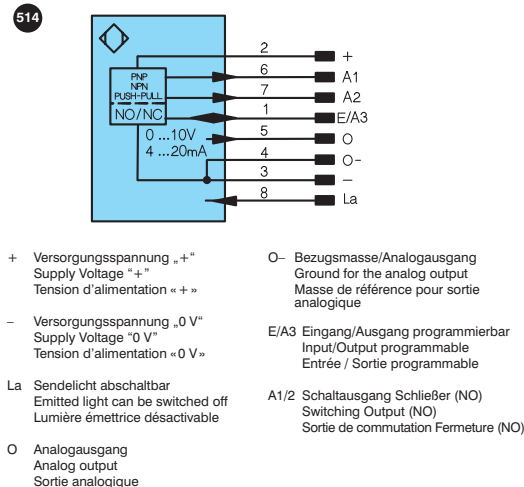 514
PNP
NPN
PUSH-PULL
NO/NC
0 ...10V
4 ...20mA
2 +
6 A1
7 A2
1 E/A3
5 O
4 O-
3 −
8 La
+ Versorgungsspannung „+“
Supply Voltage “+”
Tension d’alimentation «+»
− Versorgungsspannung „0 V“
Supply Voltage “0 V”
Tension d’alimentation «0 V»
La Sendelicht abschaltbar
Emitted light can be switched off
Lumière émettrice désactivable
O Analogausgang
Analog output
Sortie analogique
O− Bezugsmasse/Analogausgang
Ground for the analog output
Masse de référence pour sortie
analogique
E/A3 Eingang/Ausgang programmierbar
Input/Output programmable
Entrée / Sortie programmable
A1/2 Schaltausgang Schließer (NO)
Switching Output (NO)
Sortie de commutation Fermeture (NO)